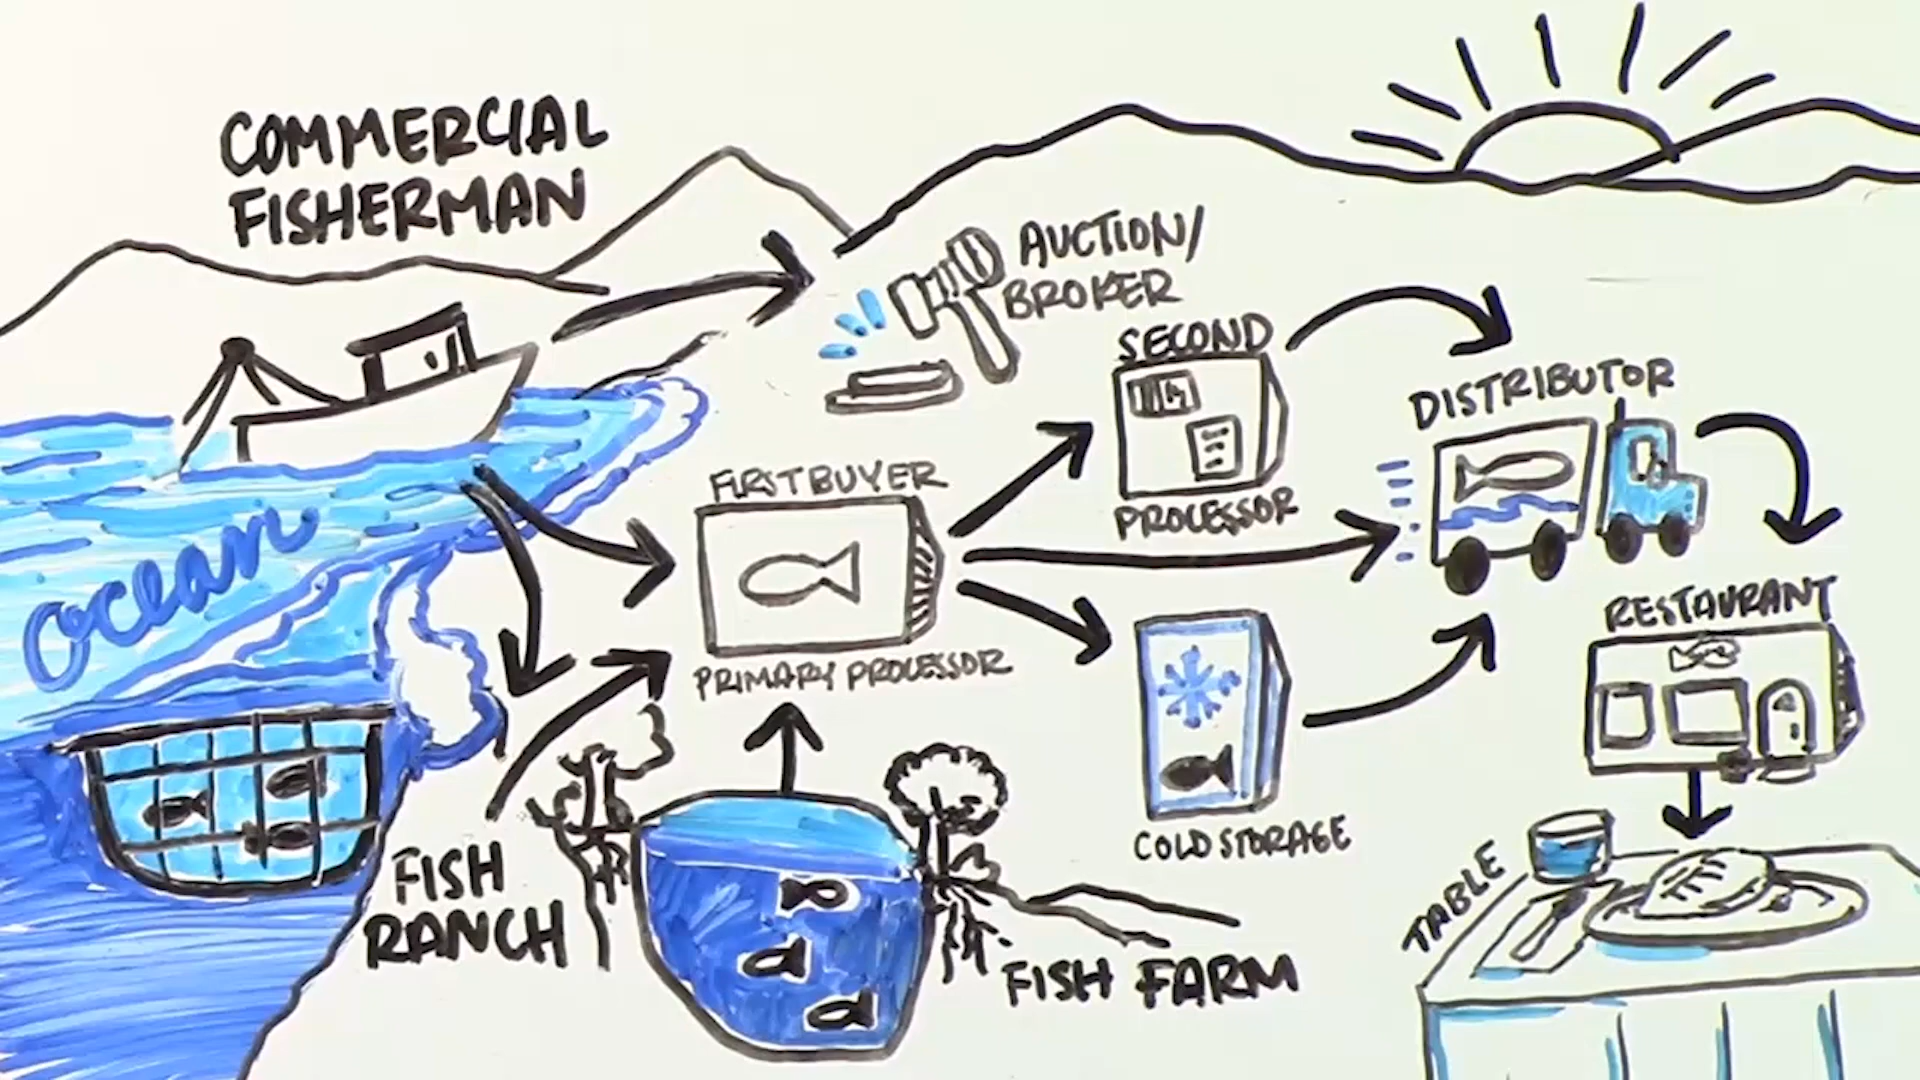 COMMERCIAL
FISHERMAN
AUCTION/
BROKER
SECOND
PROCESSOR
DISTRIBUTOR
FIRST BUYER
PRIMARY PROCESSOR
Ocean
RESTAURANT
COLD STORAGE
FISH
RANCH
TABLE
FISH FARM